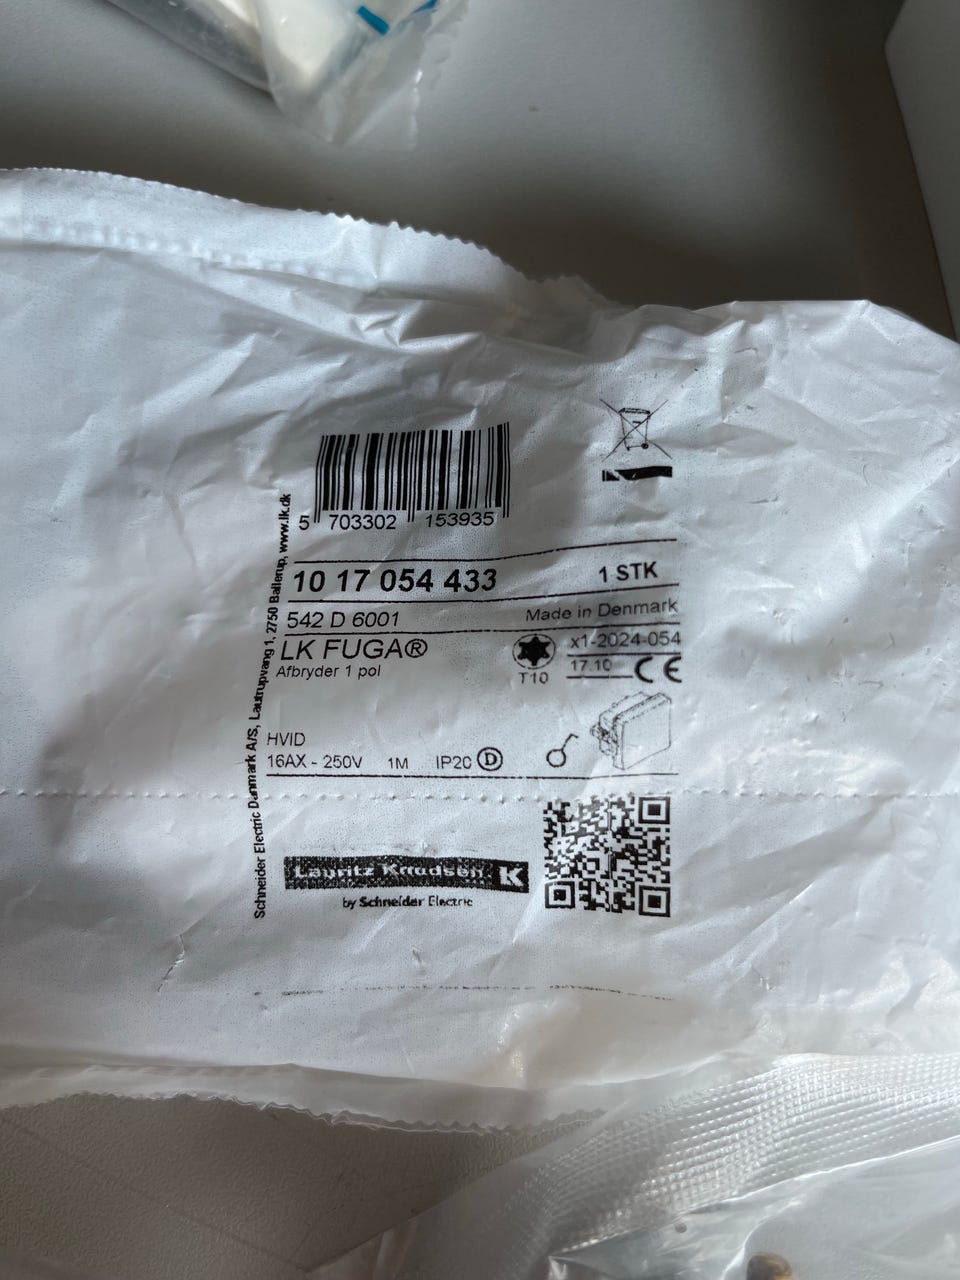 5 703302 153935
10 17 054 433 1 STK
542 D 6001 Made in Denmark
LK FUGA® x1-2024-054
Afbryder 1 pol T10 17.10 CE
HVID
16AX - 250V 1M IP20 D
Lauritz Knudsen K
by Schneider Electric
Schneider Electric Danmark A/S, Lautrupvang 1, 2750 Ballerup, www.lk.dk